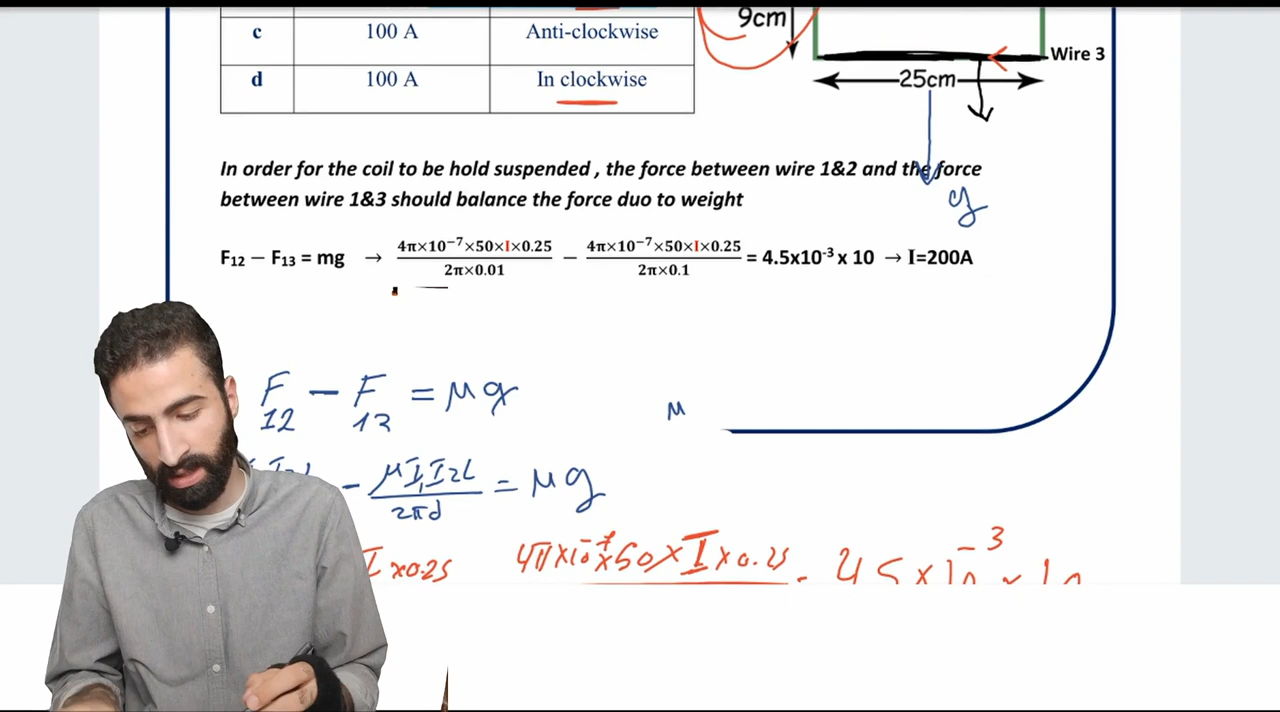 9cm
c 100 A Anti-clockwise
Wire 3
d 100 A In clockwise
25cm
In order for the coil to be hold suspended , the force between wire 1&2 and the force
between wire 1&3 should balance the force duo to weight
g
F₁₂ − F₁₃ = mg → 4π×10⁻⁷×50×I×0.25 / 2π×0.01 − 4π×10⁻⁷×50×I×0.25 / 2π×0.1 = 4.5x10⁻³ x 10 → I=200A
F₁₂ − F₁₃ = Mg
M
− μI₁I₂L / 2πd = Mg
I×0.25 4π×10⁻⁷×50×I×0.25